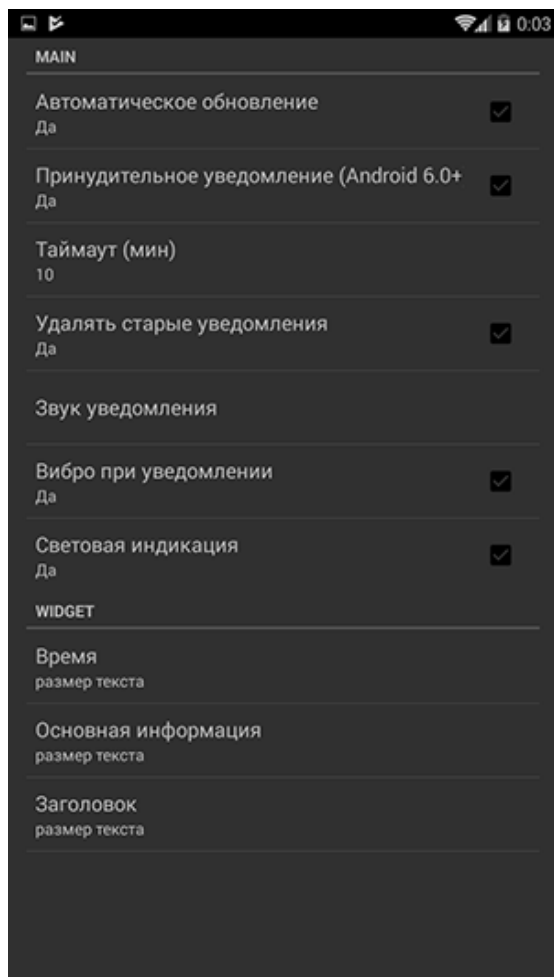 0:03
MAIN
Автоматическое обновление
Да
Принудительное уведомление (Android 6.0+
Да
Таймаут (мин)
10
Удалять старые уведомления
Да
Звук уведомления
Вибро при уведомлении
Да
Световая индикация
Да
WIDGET
Время
размер текста
Основная информация
размер текста
Заголовок
размер текста